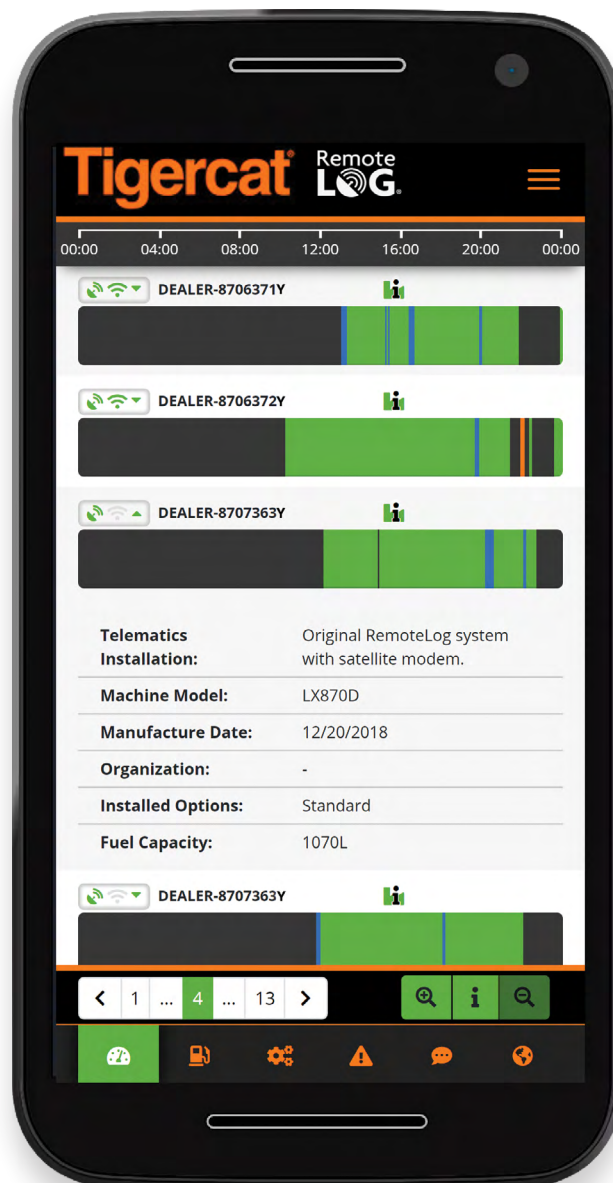 Tigercat® Remote LOG®
00:00 04:00 08:00 12:00 16:00 20:00 00:00
DEALER-8706371Y
DEALER-8706372Y
DEALER-8707363Y
Telematics Installation: Original RemoteLog system
with satellite modem.
Machine Model: LX870D
Manufacture Date: 12/20/2018
Organization: -
Installed Options: Standard
Fuel Capacity: 1070L
DEALER-8707363Y
1 ... 4 ... 13